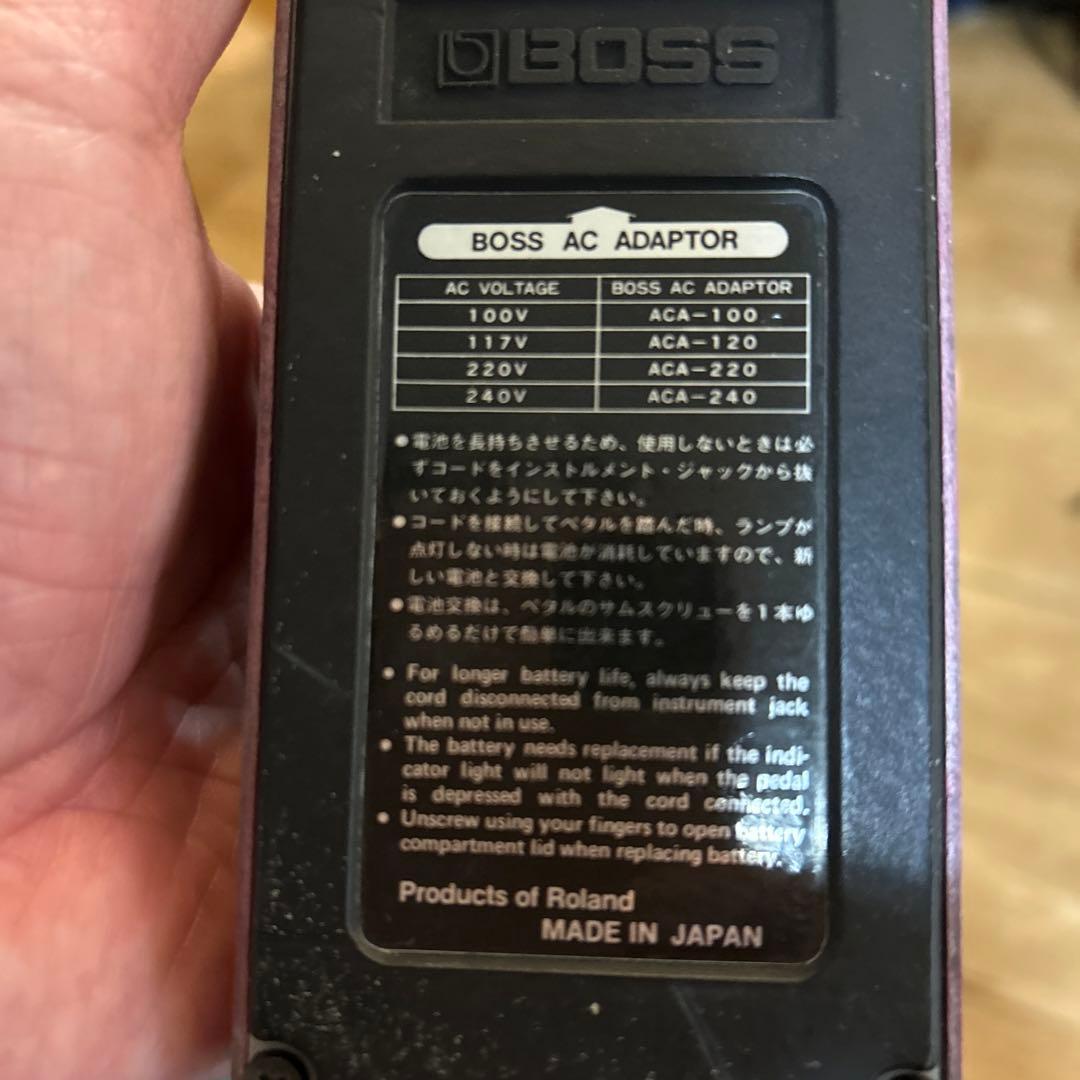 BOSS
BOSS AC ADAPTOR
AC VOLTAGE BOSS AC ADAPTOR
100V ACA-100
117V ACA-120
220V ACA-220
240V ACA-240
●電池を長持ちさせるため、使用しないときは必
ずコードをインストルメント・ジャックから抜
いておくようにして下さい。
●コードを接続してペタルを踏んだ時、ランプが
点灯しない時は電池が消耗していますので、新
しい電池と交換して下さい。
●電池交換は、ペタルのサムスクリューを1本ゆ
るめるだけで簡単に出来ます。
● For longer battery life, always keep the
cord disconnected from instrument jack
when not in use.
● The battery needs replacement if the indi-
cator light will not light when the pedal
is depressed with the cord connected.
● Unscrew using your fingers to open battery
compartment lid when replacing battery.
Products of Roland
MADE IN JAPAN